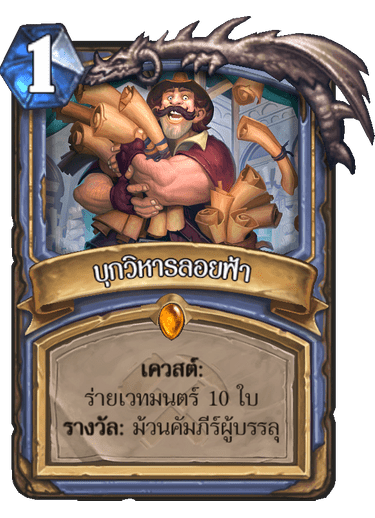 1
บุกวิหารลอยฟ้า
เควสต์:
ร่ายเวทมนตร์ 10 ใบ
รางวัล: ม้วนคัมภีร์ผู้บรรลุ